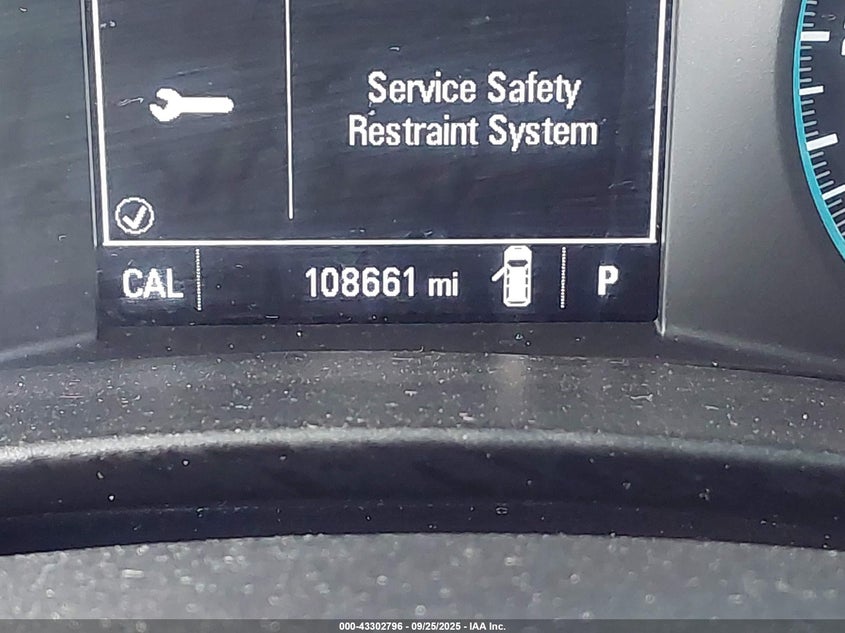 Service Safety
Restraint System
CAL 108661 mi P
000-43302796 - 09/25/2025 - IAA Inc.